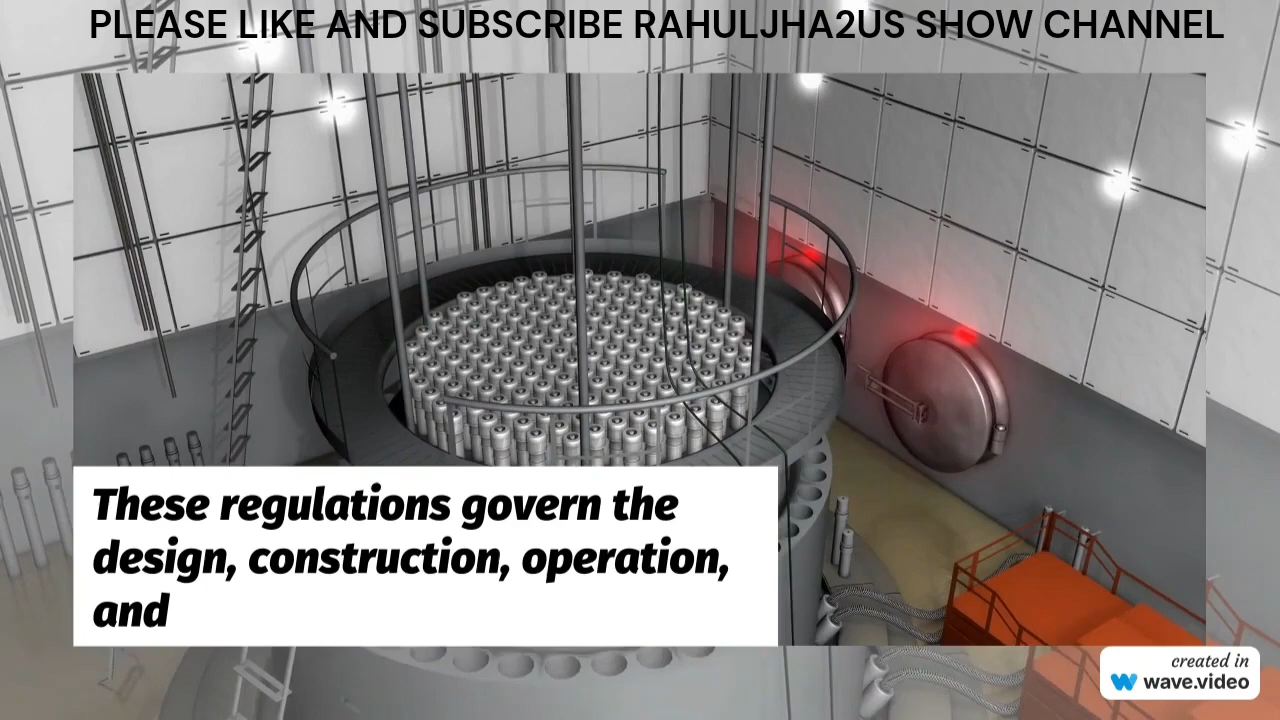 PLEASE LIKE AND SUBSCRIBE RAHULJHA2US SHOW CHANNEL
These regulations govern the
design, construction, operation,
and
created in
wave.video